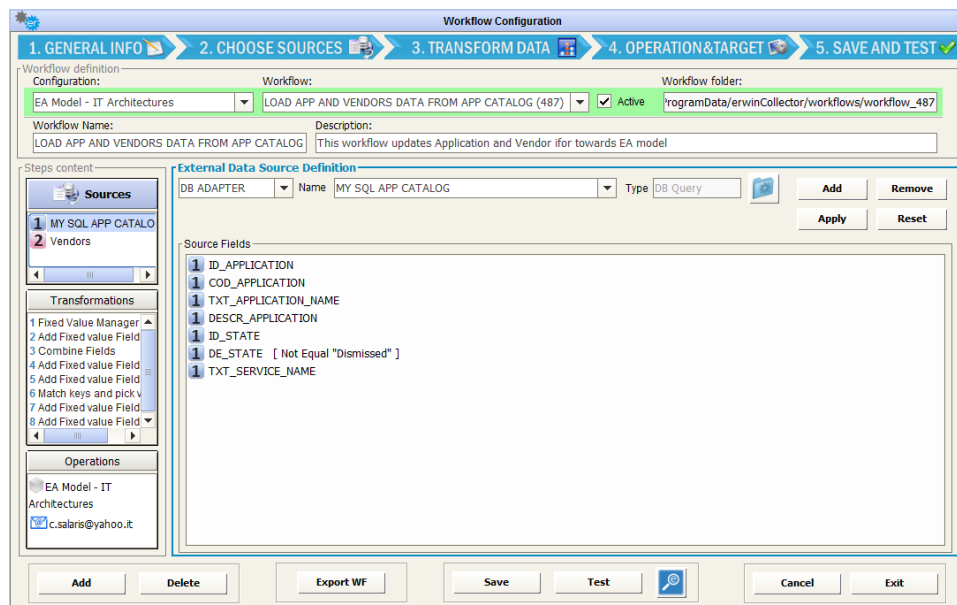 Workflow Configuration
1. GENERAL INFO 2. CHOOSE SOURCES 3. TRANSFORM DATA 4. OPERATION&TARGET 5. SAVE AND TEST
Workflow definition
Configuration: Workflow: Workflow folder:
EA Model - IT Architectures LOAD APP AND VENDORS DATA FROM APP CATALOG (487) Active ProgramData/erwinCollector/workflows/workflow_487
Workflow Name: Description:
LOAD APP AND VENDORS DATA FROM APP CATALOG This workflow updates Application and Vendor ifor towards EA model
Steps content
Sources
1 MY SQL APP CATALO
2 Vendors
Transformations
1 Fixed Value Manager
2 Add Fixed value Field
3 Combine Fields
4 Add Fixed value Field
5 Add Fixed value Field
6 Match keys and pick v
7 Add Fixed value Field
8 Add Fixed value Field
Operations
EA Model - IT
Architectures
c.salaris@yahoo.it
External Data Source Definition
DB ADAPTER Name MY SQL APP CATALOG Type DB Query Add Remove
Apply Reset
Source Fields
1 ID_APPLICATION
1 COD_APPLICATION
1 TXT_APPLICATION_NAME
1 DESCR_APPLICATION
1 ID_STATE
1 DE_STATE [ Not Equal "Dismissed" ]
1 TXT_SERVICE_NAME
Add Delete Export WF Save Test Cancel Exit